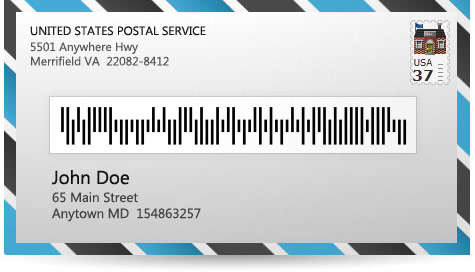 UNITED STATES POSTAL SERVICE
5501 Anywhere Hwy
Merrifield VA 22082-8412
USA
37
John Doe
65 Main Street
Anytown MD 154863257